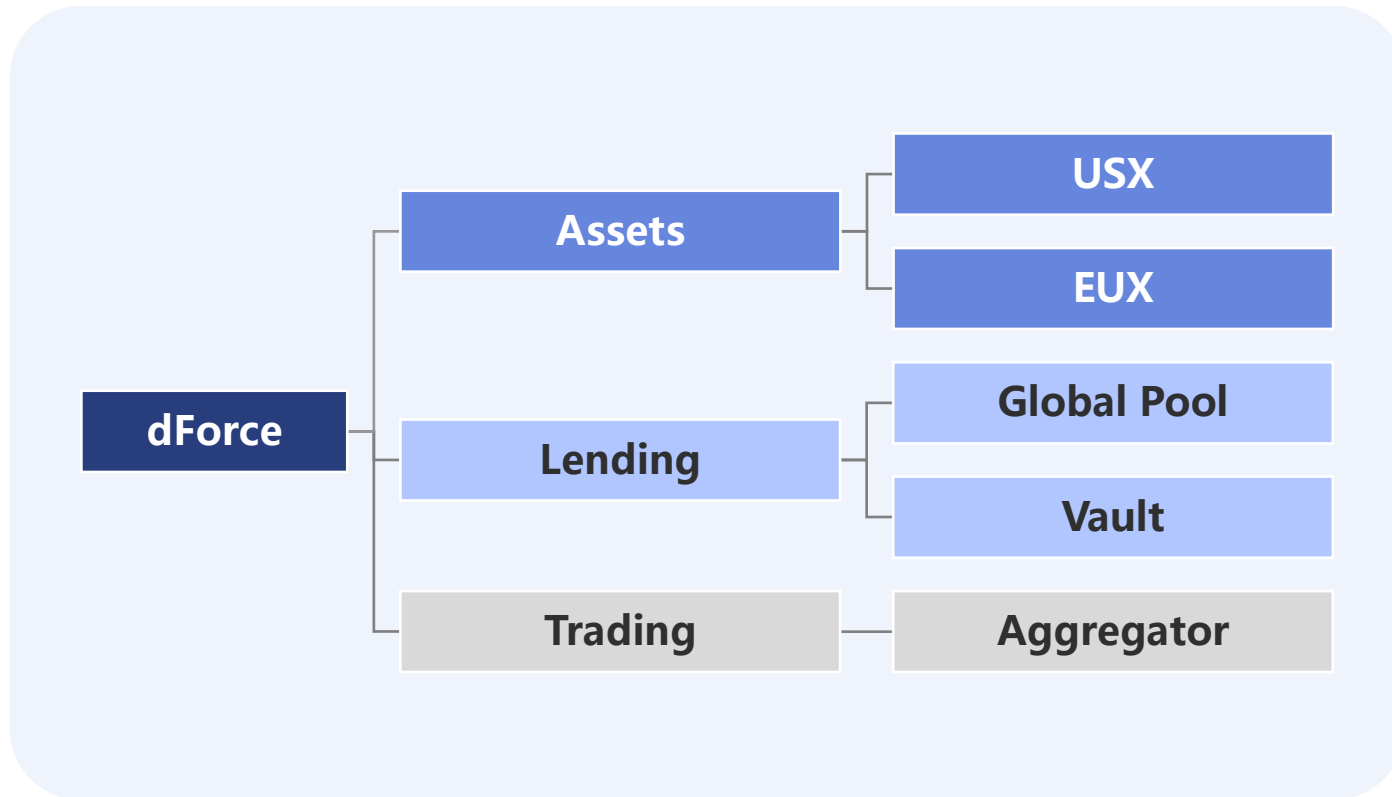 dForce
Assets
USX
EUX
Lending
Global Pool
Vault
Trading
Aggregator